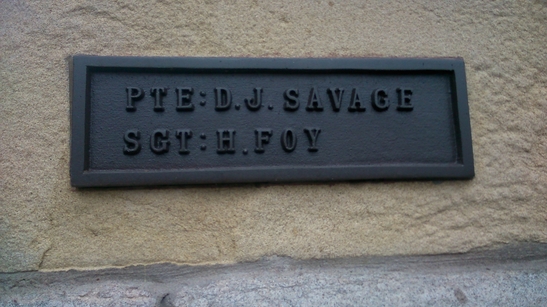 PTE: D.J. SAVAGE
SGT: H. FOY